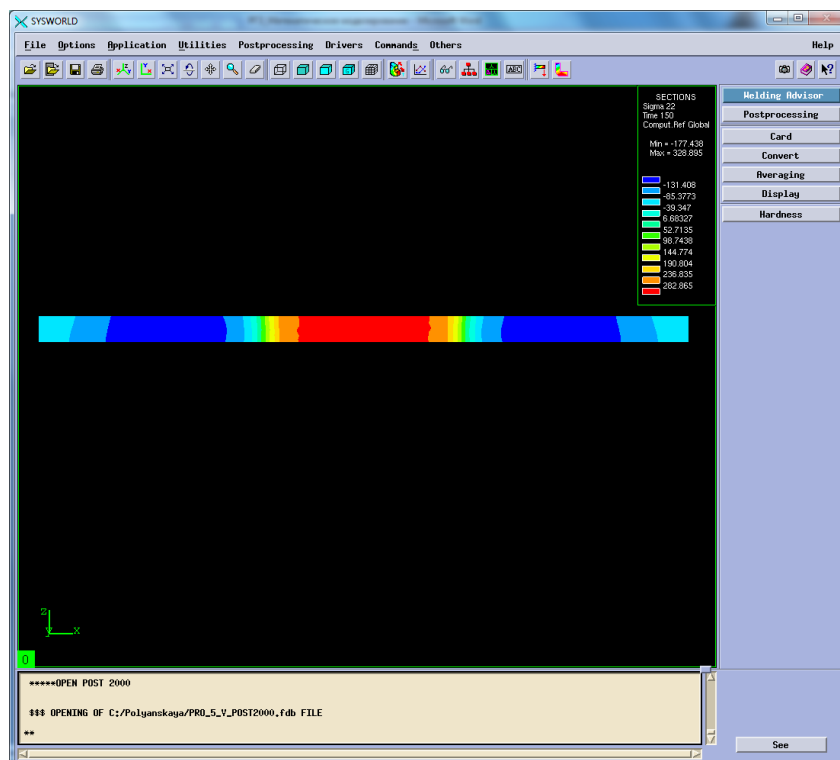 SYSWORLD
File Options Application Utilities Postprocessing Drivers Commands Others Help
ABC
SECTIONS
Sigma 22
Time 150
Comput.Ref Global
Min = -177.438
Max = 328.895
-131.408
-85.3773
-39.347
6.68327
52.7135
98.7438
144.774
190.804
236.835
282.865
Welding Advisor
Postprocessing
Card
Convert
Averaging
Display
Hardness
z
y x
0
*****OPEN POST 2000
$$$ OPENING OF C:/Polyanskaya/PRO_5_V_POST2000.fdb FILE
**
See